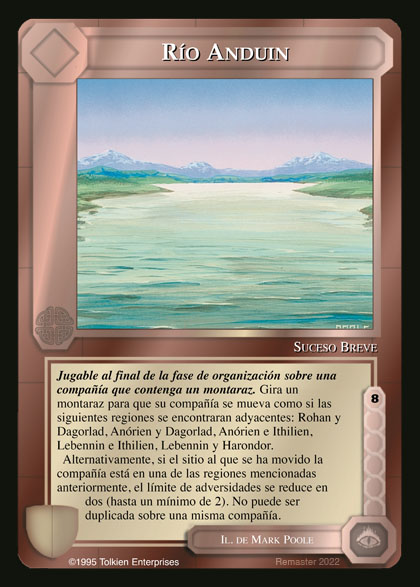 Río Anduin
Suceso Breve
Jugable al final de la fase de organización sobre una
compañía que contenga un montaraz. Gira un
montaraz para que su compañía se mueva como si las
siguientes regiones se encontraran adyacentes: Rohan y
Dagorlad, Anórien y Dagorlad, Anórien e Ithilien,
Lebennin e Ithilien, Lebennin y Harondor.
Alternativamente, si el sitio al que se ha movido la
compañía está en una de las regiones mencionadas
anteriormente, el límite de adversidades se reduce en
dos (hasta un mínimo de 2). No puede ser
duplicada sobre una misma compañía.
8
Il. de Mark Poole
©1995 Tolkien Enterprises
Remaster 2022